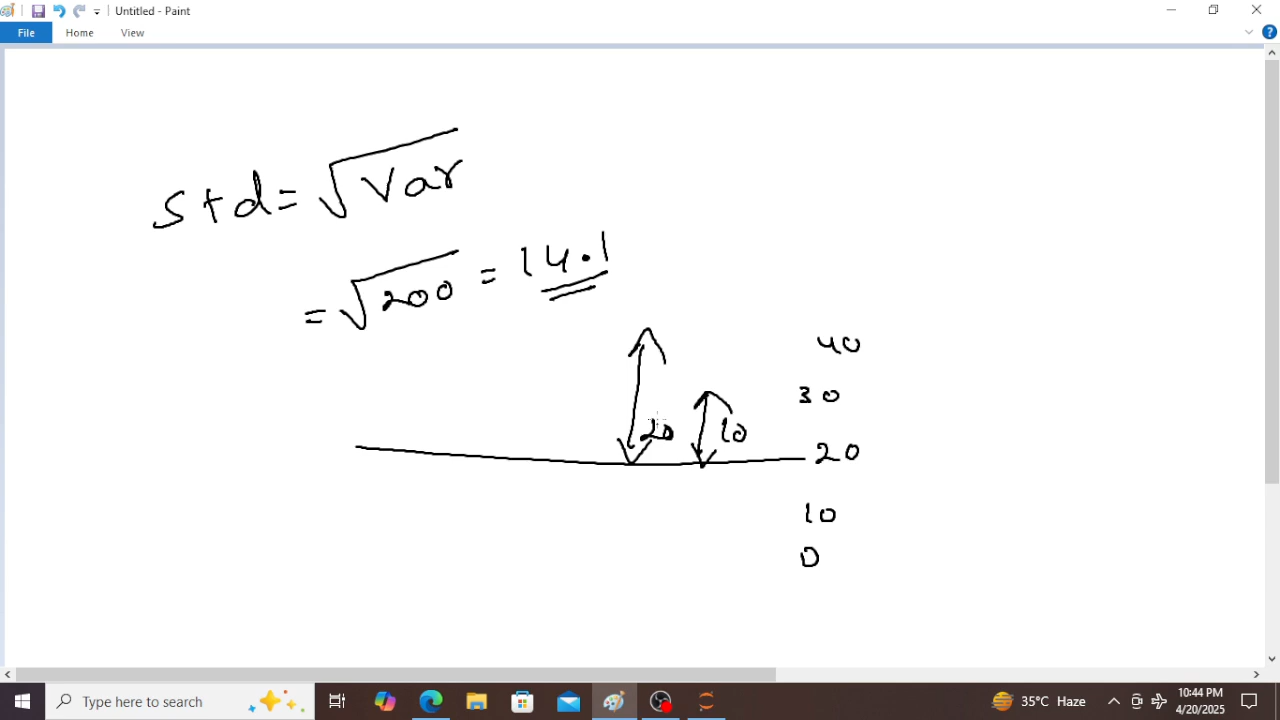 Untitled - Paint
File Home View
Std = √Var
= √200 = 14.1
40
30
20 10
20
10
0
Type here to search
35°C Haze
10:44 PM
4/20/2025